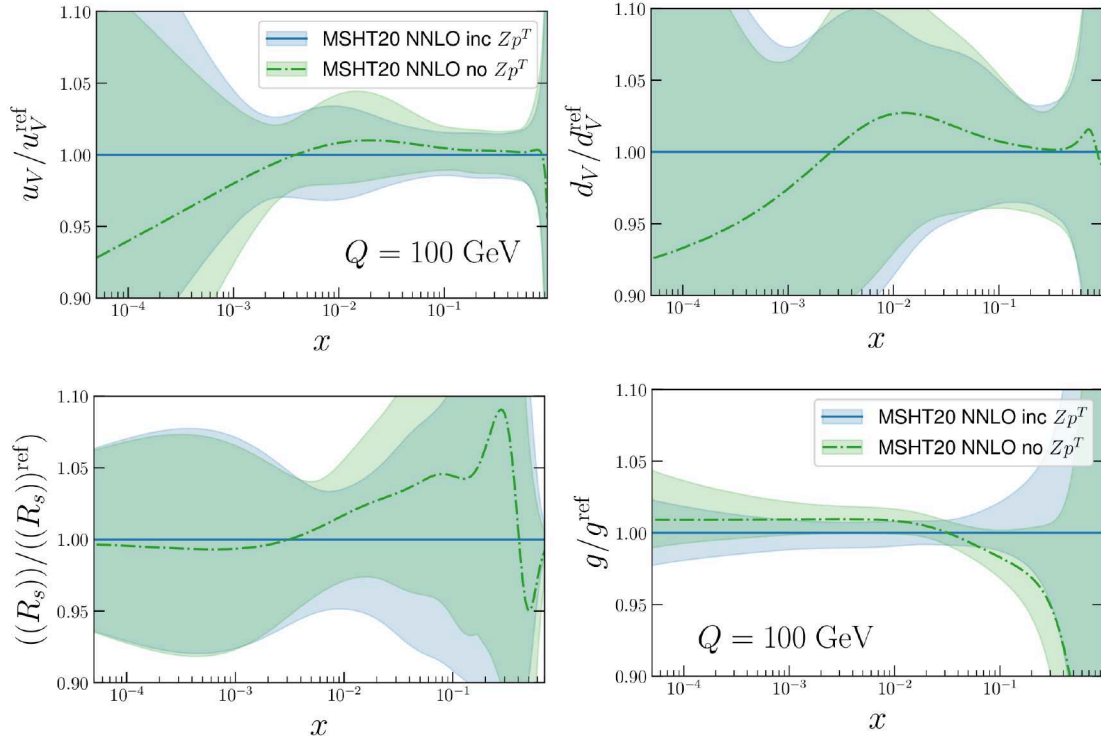 1.10
1.05
1.00
0.95
0.90
u_V/u_V^ref
MSHT20 NNLO inc Zp^T
MSHT20 NNLO no Zp^T
Q = 100 GeV
10^−4 10^−3 10^−2 10^−1
x
1.10
1.05
1.00
0.95
0.90
d_V/d_V^ref
10^−4 10^−3 10^−2 10^−1
x
1.10
1.05
1.00
0.95
0.90
((R_s))/((R_s))^ref
10^−4 10^−3 10^−2 10^−1
x
1.10
1.05
1.00
0.95
0.90
g/g^ref
MSHT20 NNLO inc Zp^T
MSHT20 NNLO no Zp^T
Q = 100 GeV
10^−4 10^−3 10^−2 10^−1
x